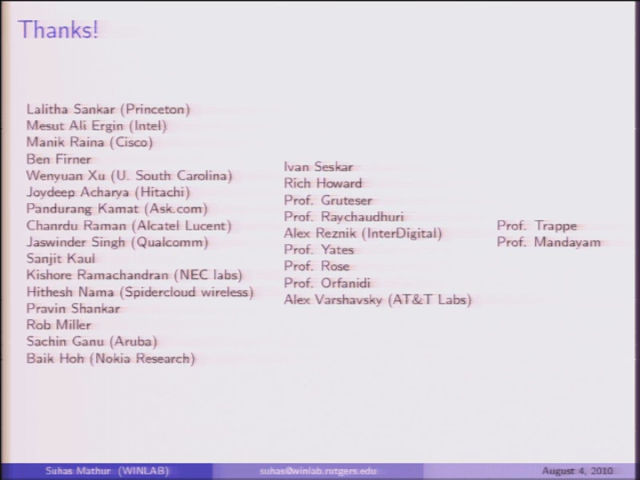 Thanks!
Lalitha Sankar (Princeton)
Mesut Ali Ergin (Intel)
Manik Raina (Cisco)
Ben Firner
Wenyuan Xu (U. South Carolina)
Joydeep Acharya (Hitachi)
Pandurang Kamat (Ask.com)
Chanrdu Raman (Alcatel Lucent)
Jaswinder Singh (Qualcomm)
Sanjit Kaul
Kishore Ramachandran (NEC labs)
Hithesh Nama (Spidercloud wireless)
Pravin Shankar
Rob Miller
Sachin Ganu (Aruba)
Baik Hoh (Nokia Research)
Ivan Seskar
Rich Howard
Prof. Gruteser
Prof. Raychaudhuri
Alex Reznik (InterDigital)
Prof. Yates
Prof. Rose
Prof. Orfanidi
Alex Varshavsky (AT&T Labs)
Prof. Trappe
Prof. Mandayam
Suhas Mathur (WINLAB)
suhas@winlab.rutgers.edu
August 4, 2010